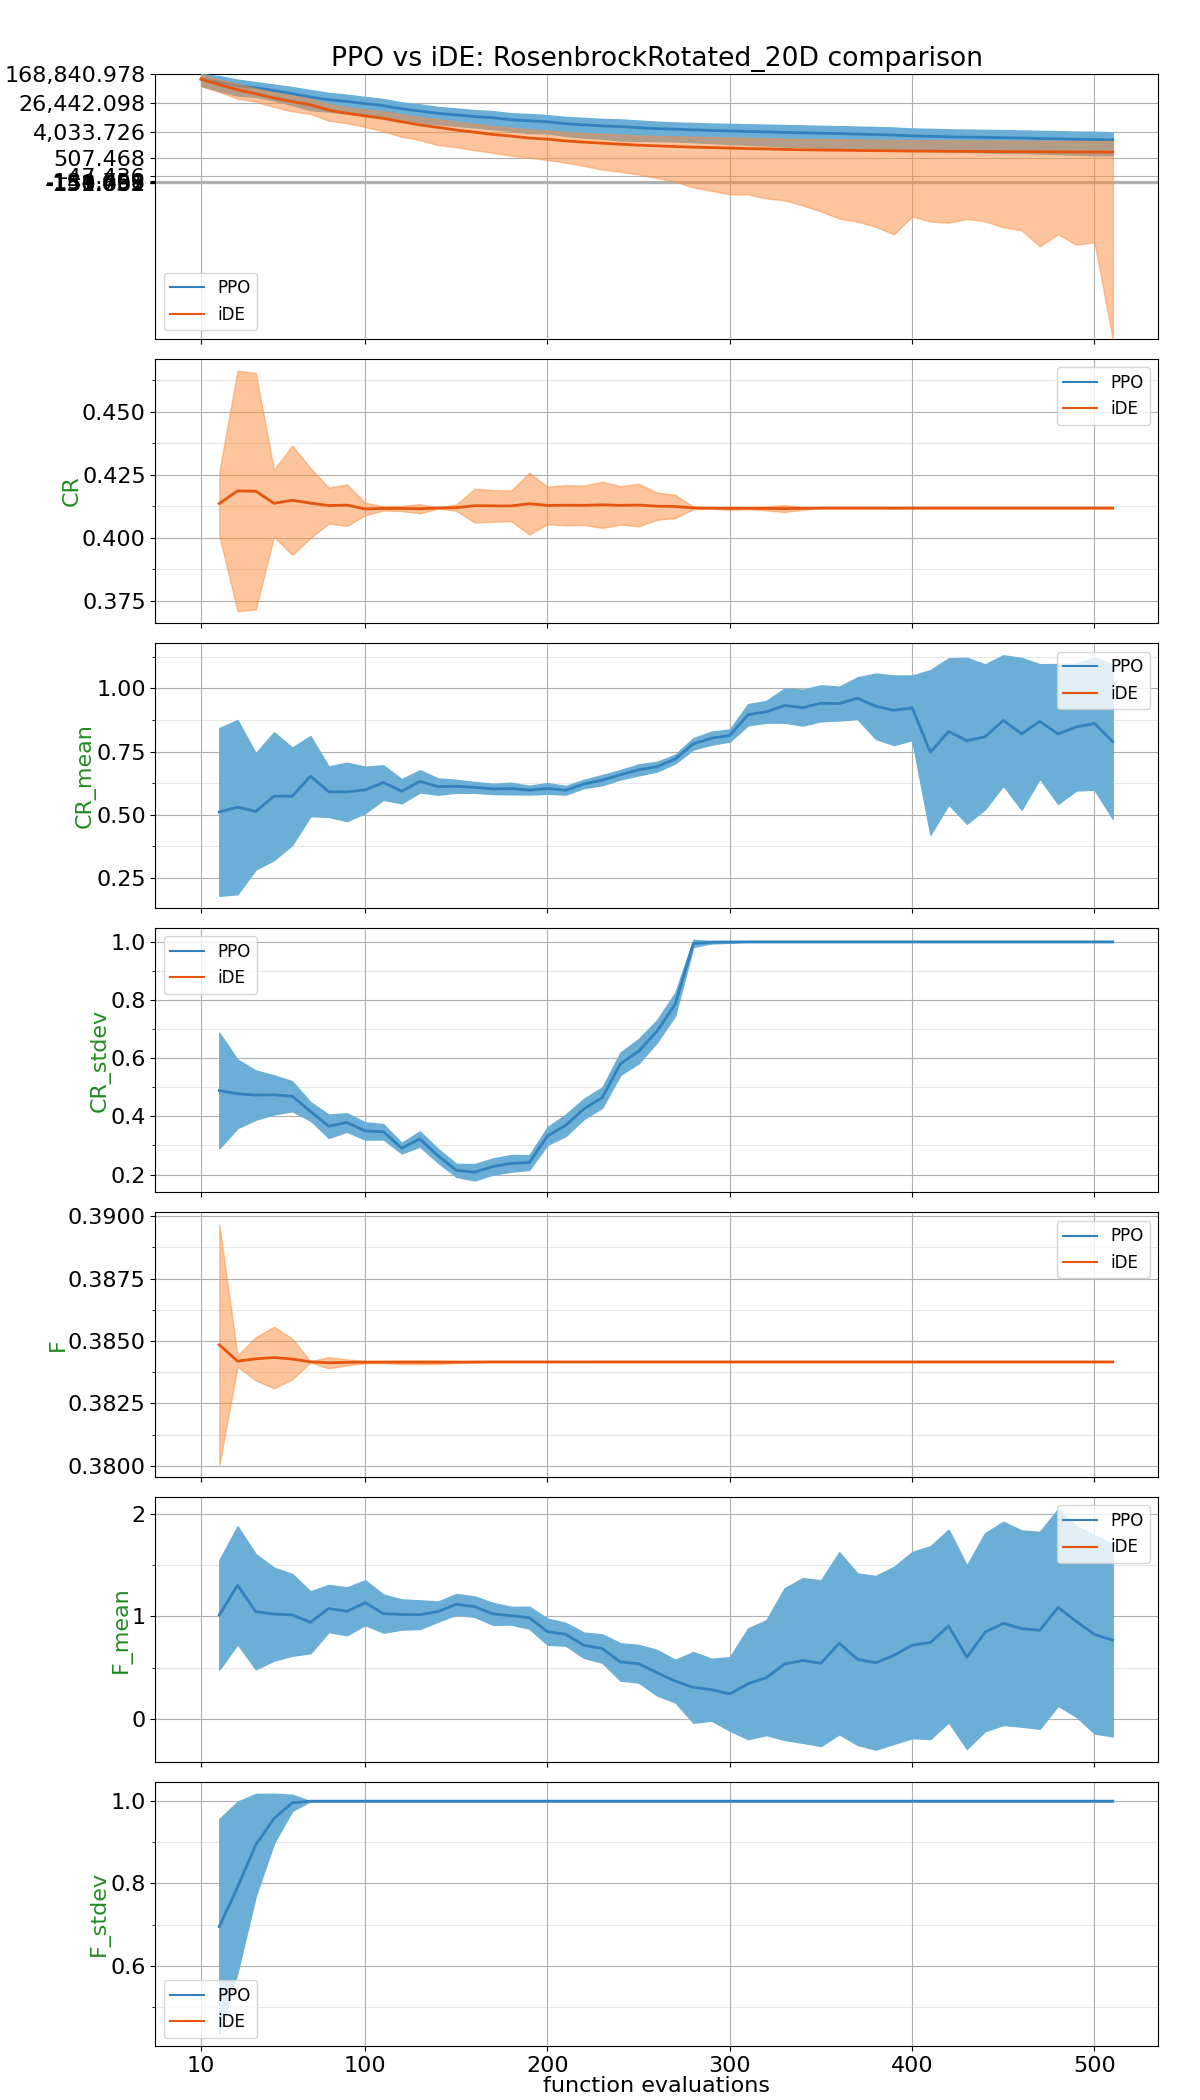 PPO vs iDE: RosenbrockRotated_20D comparison
168,840.978
26,442.098
4,033.726
507.468
PPO
iDE
CR
0.450
0.425
0.400
0.375
PPO
iDE
CR_mean
1.00
0.75
0.50
0.25
PPO
iDE
CR_stdev
1.0
0.8
0.6
0.4
0.2
PPO
iDE
F
0.3900
0.3875
0.3850
0.3825
0.3800
PPO
iDE
F_mean
2
1
0
PPO
iDE
F_stdev
1.0
0.8
0.6
PPO
iDE
10 100 200 300 400 500
function evaluations